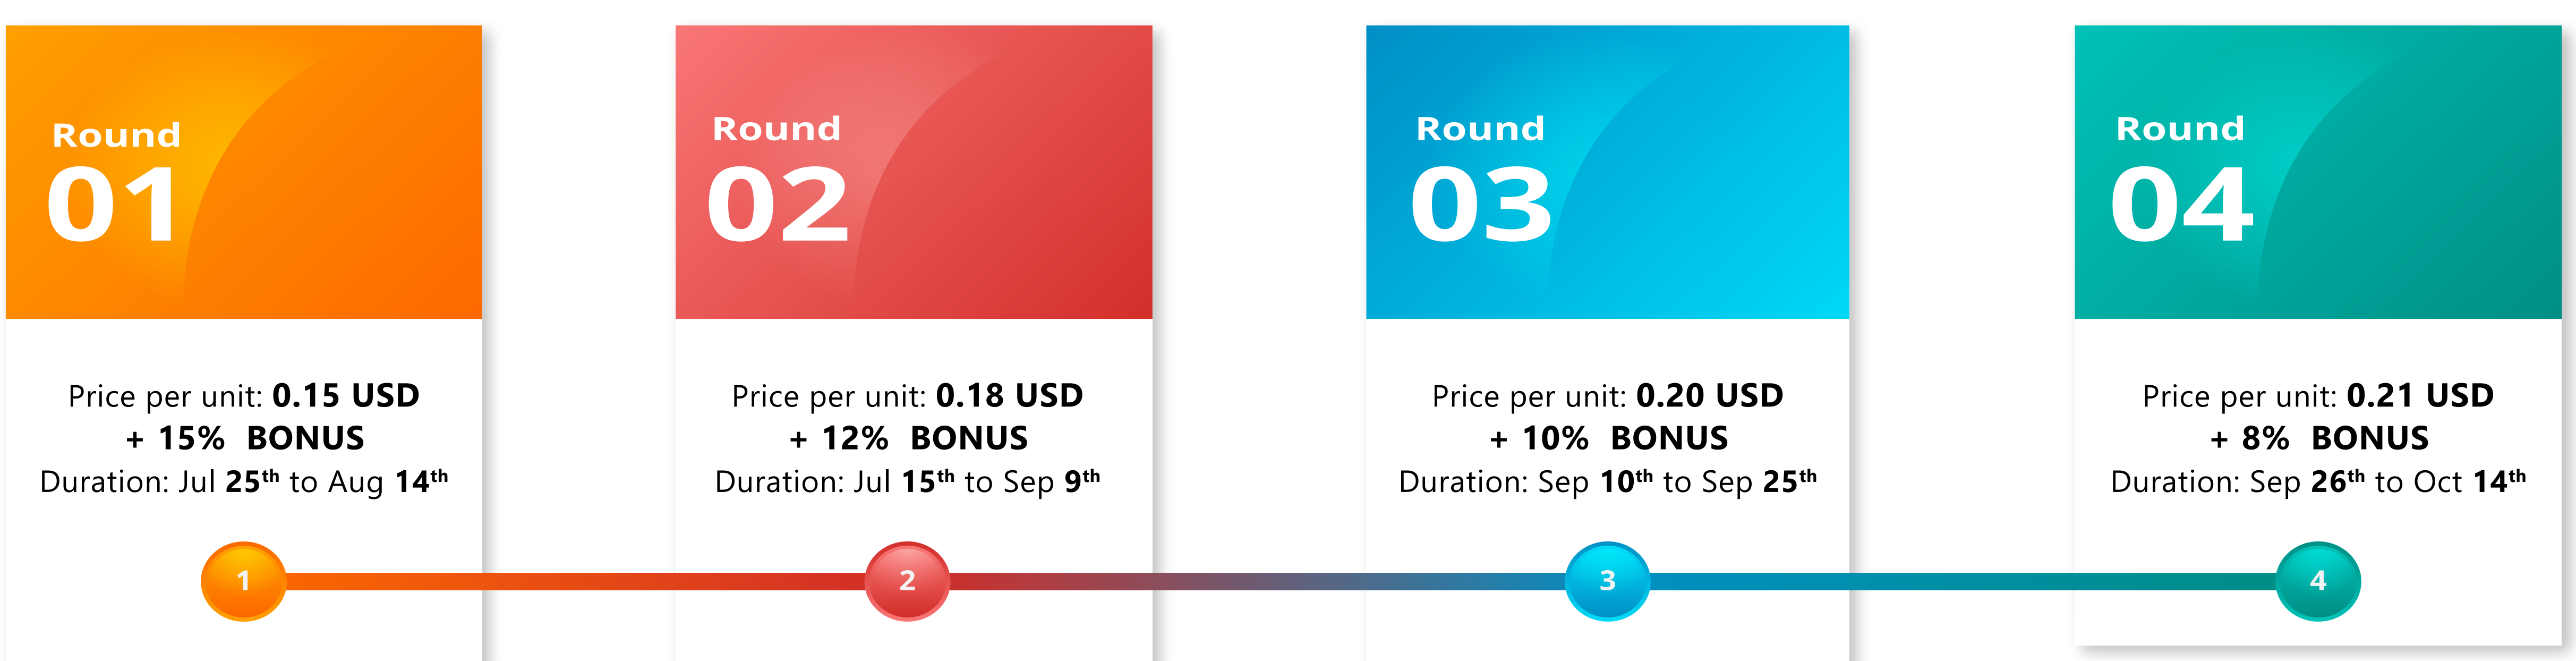 Round
01
Price per unit: 0.15 USD
+ 15% BONUS
Duration: Jul 25th to Aug 14th
1
Round
02
Price per unit: 0.18 USD
+ 12% BONUS
Duration: Jul 15th to Sep 9th
2
Round
03
Price per unit: 0.20 USD
+ 10% BONUS
Duration: Sep 10th to Sep 25th
3
Round
04
Price per unit: 0.21 USD
+ 8% BONUS
Duration: Sep 26th to Oct 14th
4